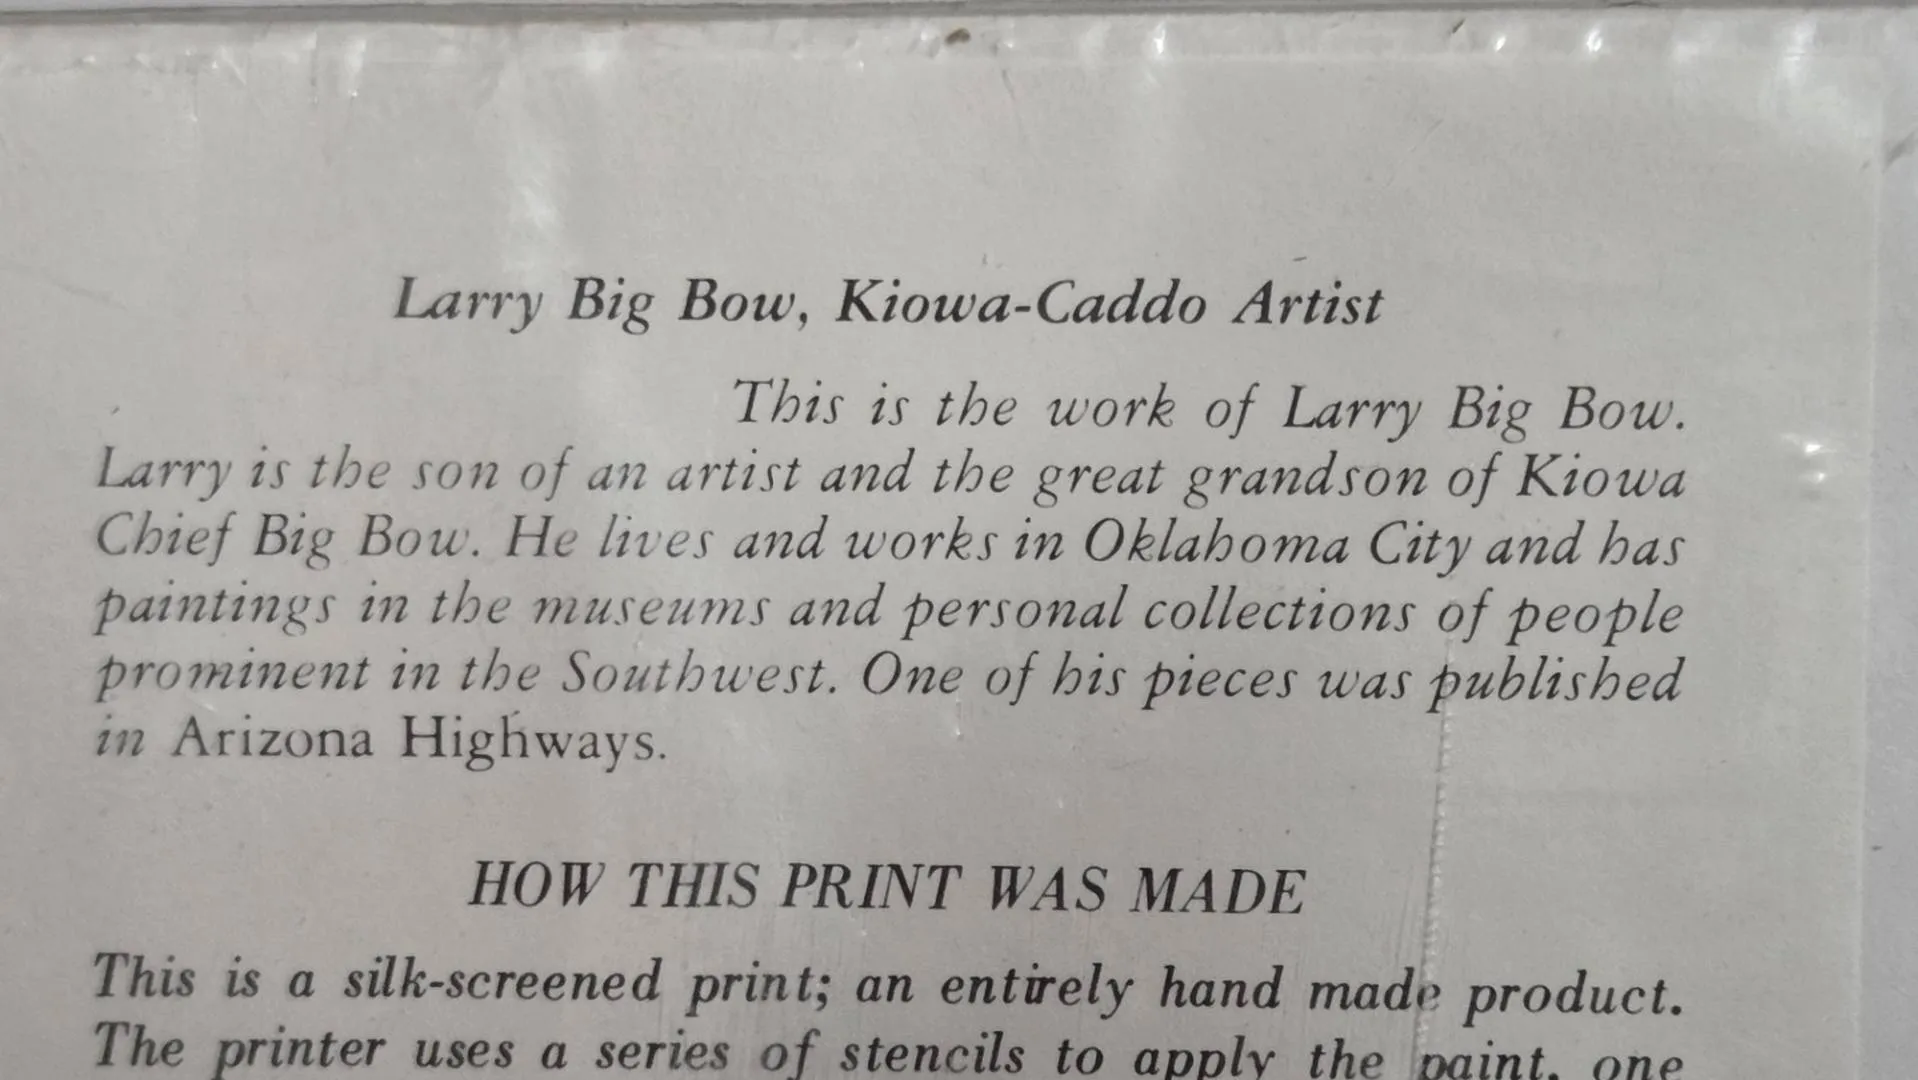 Larry Big Bow, Kiowa-Caddo Artist
This is the work of Larry Big Bow.
Larry is the son of an artist and the great grandson of Kiowa
Chief Big Bow. He lives and works in Oklahoma City and has
paintings in the museums and personal collections of people
prominent in the Southwest. One of his pieces was published
in Arizona Highways.
HOW THIS PRINT WAS MADE
This is a silk-screened print; an entirely hand made product.
The printer uses a series of stencils to apply the paint, one